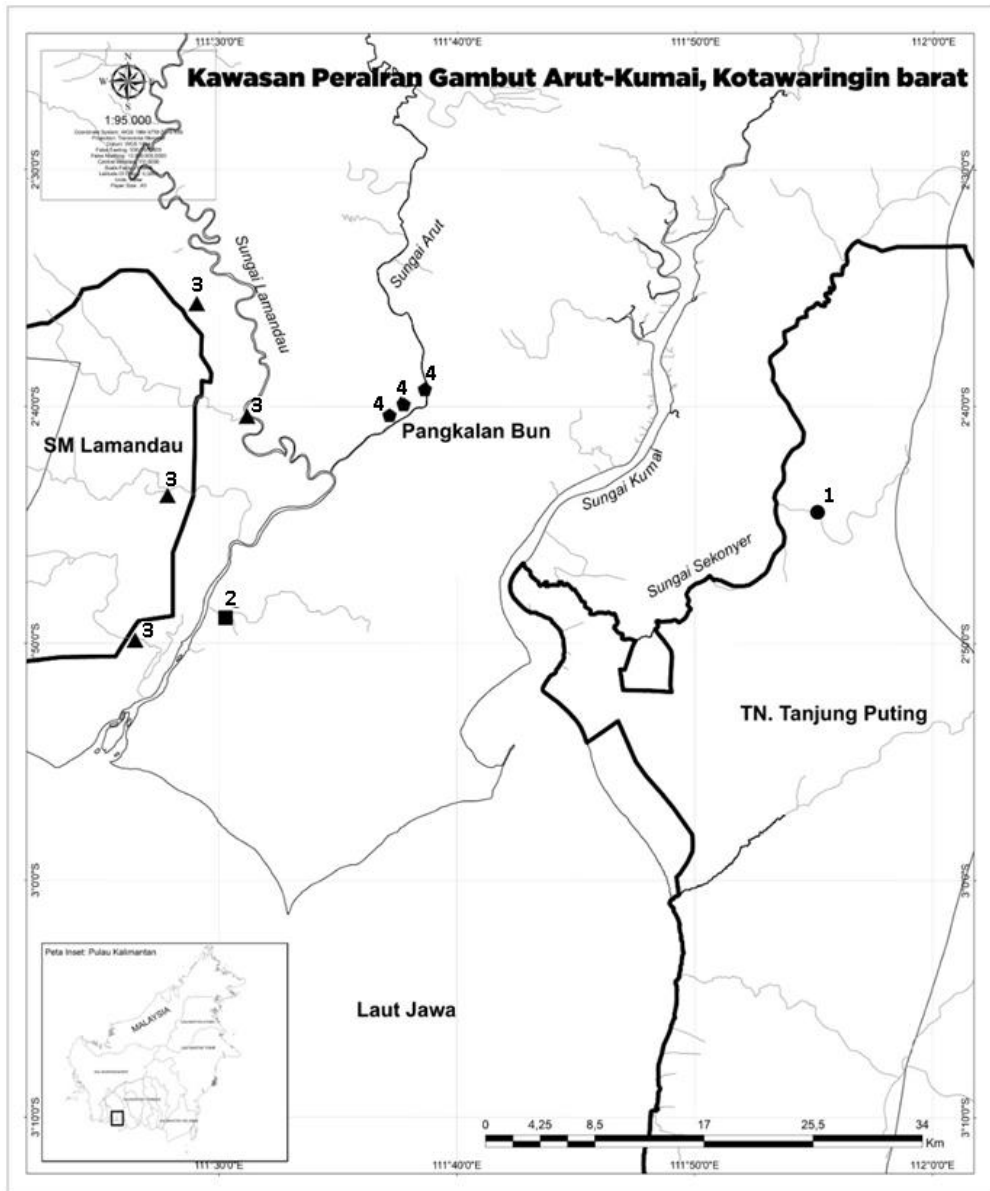 111°30'0"E
111°40'0"E
111°50'0"E
112°0'0"E
N
W
S
Kawasan Perairan Gambut Arut-Kumai, Kotawaringin barat
1:95.000
2°30'0"S
2°30'0"S
Sungai Lamandau
Sungai Arut
3
3
4
4
4
2°40'0"S
2°40'0"S
SM Lamandau
Pangkalan Bun
3
Sungai Kumai
1
Sungai Sekonyer
2
3
2°50'0"S
2°50'0"S
TN. Tanjung Puting
3°0'0"S
3°0'0"S
Peta Inset: Pulau Kalimantan
MALAYSIA
Laut Jawa
3°10'0"S
3°10'0"S
0 4,25 8,5 17 25,5 34
Km
111°30'0"E
111°40'0"E
111°50'0"E
112°0'0"E